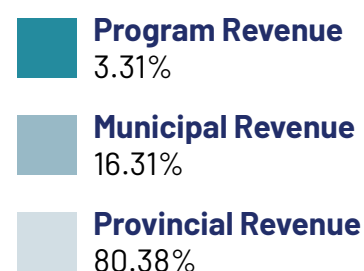 Program Revenue
3.31%
Municipal Revenue
16.31%
Provincial Revenue
80.38%